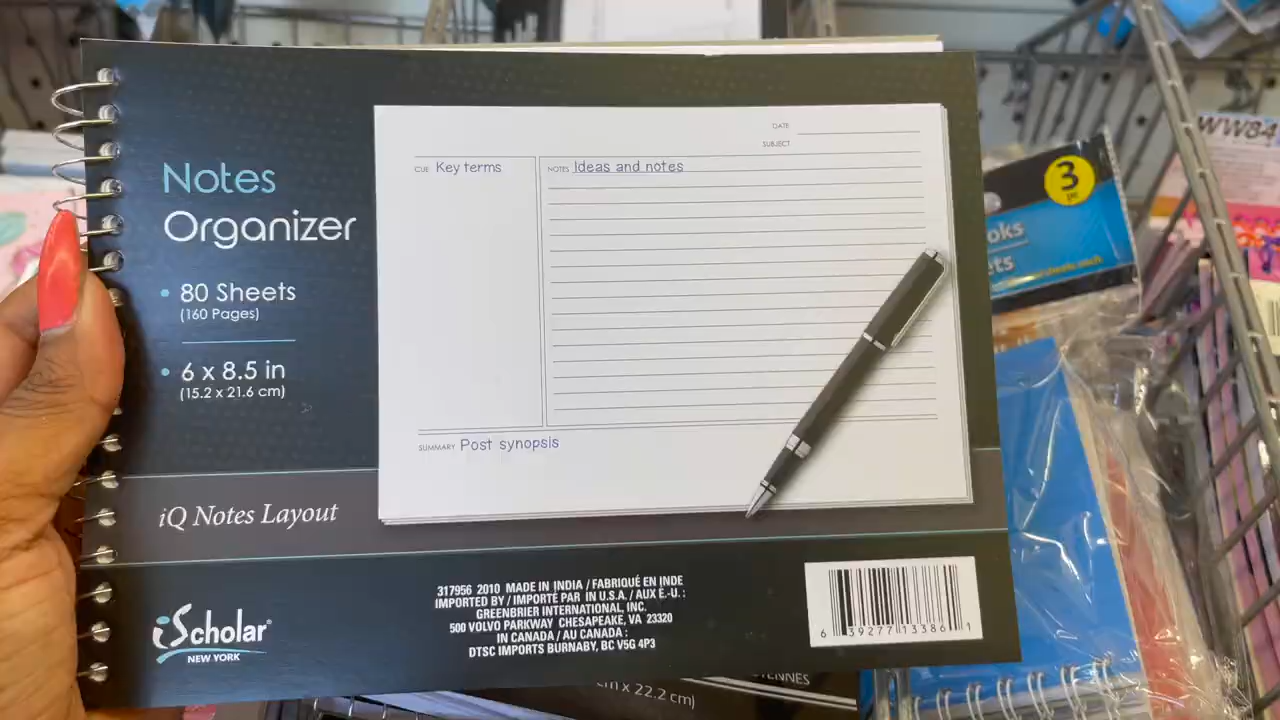 Notes
Organizer
80 Sheets
(160 Pages)
6 x 8.5 in
(15.2 x 21.6 cm)
iQ Notes Layout
iScholar®
NEW YORK
DATE
SUBJECT
CUE Key terms
NOTES Ideas and notes
SUMMARY Post synopsis
317956 2010 MADE IN INDIA / FABRIQUÉ EN INDE
IMPORTED BY / IMPORTÉ PAR IN U.S.A. / AUX É.-U. :
GREENBRIER INTERNATIONAL, INC.
500 VOLVO PARKWAY CHESAPEAKE, VA 23320
IN CANADA / AU CANADA :
DTSC IMPORTS BURNABY, BC V5G 4P3
6 39277 13386 1
3
pc
WW84
cm x 22.2 cm)